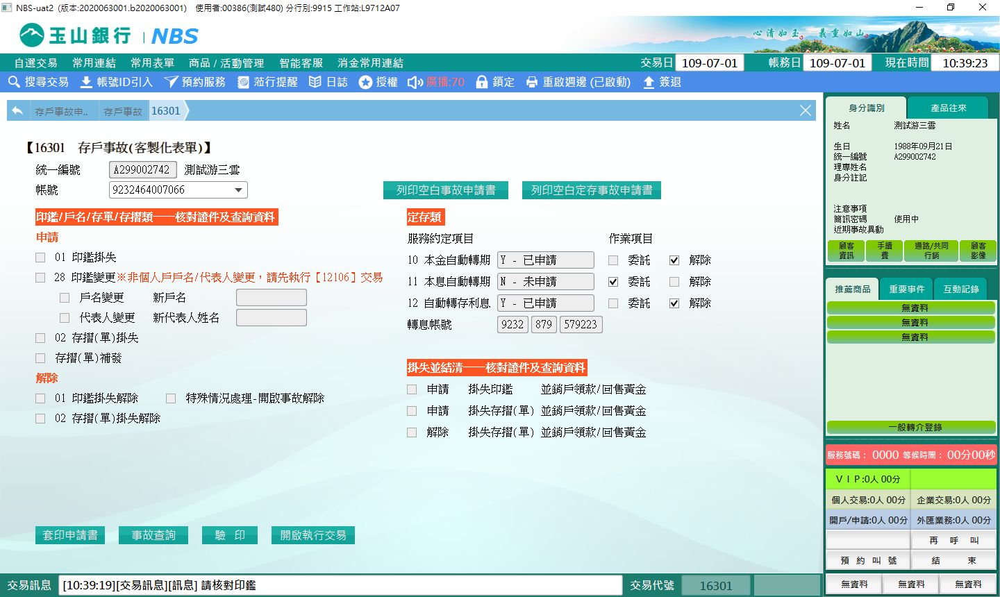 NBS-uat2 (版本:2020063001.b2020063001) 使用者:00386(測試480) 分行別:9915 工作站:L9712A07
玉山銀行 NBS
心清如玉。 義重如山。
自選交易 常用連結 常用表單 商品 / 活動管理 智能客服 消金常用連結 交易日 109-07-01 帳務日 109-07-01 現在時間 10:39:23
搜尋交易 帳號ID引入 預約服務 蒞行提醒 日誌 授權 廣播:70 鎖定 重啟週邊 (已啟動) 簽退
存戶事故申.. 存戶事故 16301
【16301 存戶事故(客製化表單)】
統一編號 A299002742 測試游三雲
帳號 9232464007066 列印空白事故申請書 列印空白定存事故申請書
印鑑/戶名/存單/存摺類——核對證件及查詢資料
申請
01 印鑑掛失
28 印鑑變更※非個人戶戶名/代表人變更，請先執行【12106】交易
戶名變更 新戶名
代表人變更 新代表人姓名
02 存摺(單)掛失
存摺(單)補發
解除
01 印鑑掛失解除 特殊情況處理-開啟事故解除
02 存摺(單)掛失解除
定存類
服務約定項目 作業項目
10 本金自動轉期 Y - 已申請 委託 解除
11 本息自動轉期 N - 未申請 委託 解除
12 自動轉存利息 Y - 已申請 委託 解除
轉息帳號 9232 879 579223
掛失並結清——核對證件及查詢資料
申請 掛失印鑑 並銷戶領款/回售黃金
申請 掛失存摺(單) 並銷戶領款/回售黃金
解除 掛失存摺(單) 並銷戶領款/回售黃金
套印申請書 事故查詢 驗 印 開啟執行交易
交易訊息 [10:39:19][交易訊息][訊息] 請核對印鑑 交易代號 16301
身分識別 產品往來
姓名 測試游三雲
生日 1988年09月21日
統一編號 A299002742
理專姓名
身分註記
注意事項
簡訊密碼 使用中
近期事故異動
顧客資訊 手續費 通路/共同行銷 顧客影像
推薦商品 重要事件 互動記錄
無資料
無資料
無資料
一般轉介登錄
服務號碼： 0000 等候時間： 00分00秒
ＶＩＰ:0人 00分
個人交易:0人 00分 企業交易:0人 00分
開戶/申請:0人 00分 外匯業務:0人 00分
再 呼 叫
預 約 叫 號 結 束
無資料 無資料 無資料